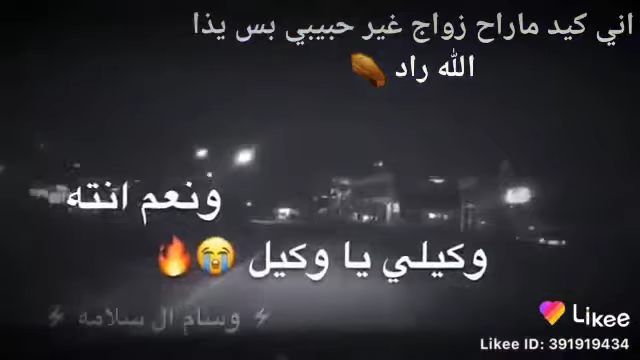 اني كيد ماراح زواج غير حبيبي بس يذا
الله راد ⚰️
ونعم انته
وكيلي يا وكيل 😭🔥
⚡ وسام ال سلامه ⚡
Likee
Likee ID: 391919434